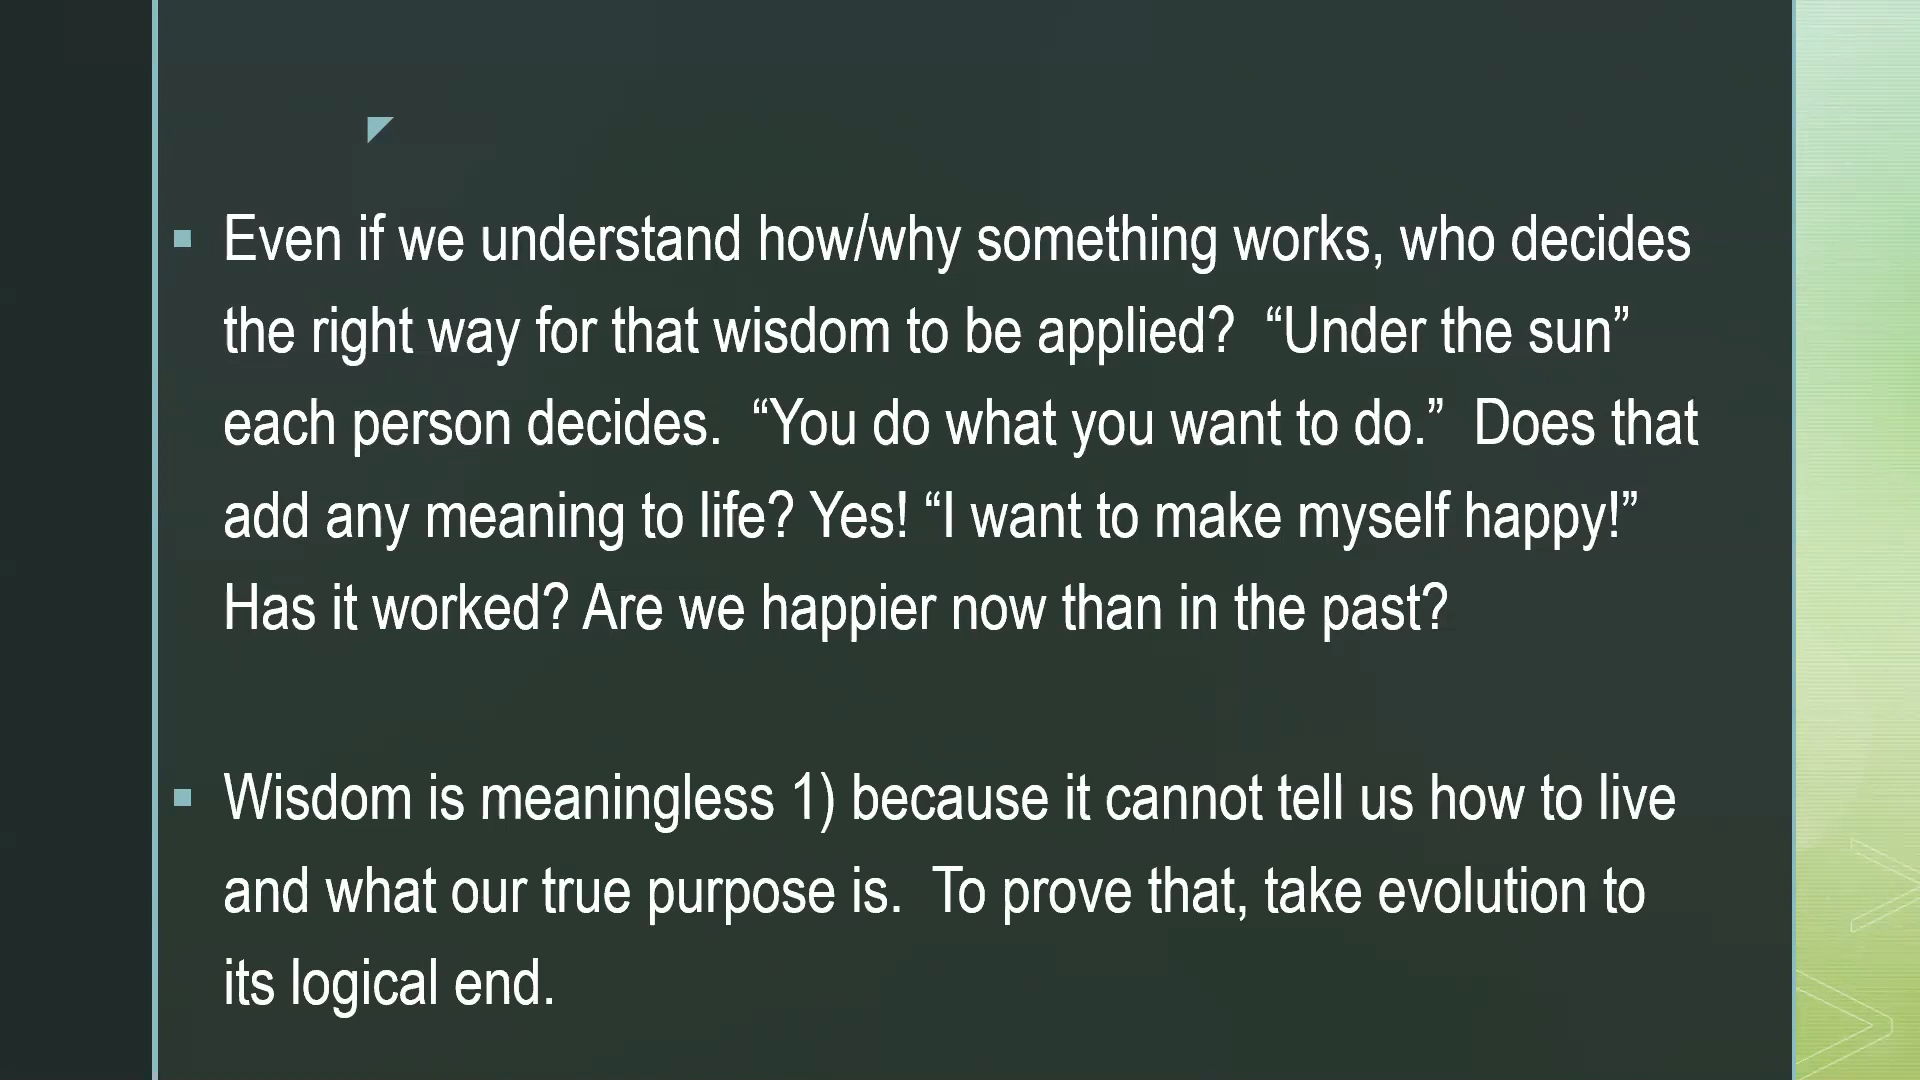 ▪ Even if we understand how/why something works, who decides
the right way for that wisdom to be applied?  “Under the sun”
each person decides.  “You do what you want to do.”  Does that
add any meaning to life? Yes! “I want to make myself happy!”
Has it worked? Are we happier now than in the past?
▪ Wisdom is meaningless 1) because it cannot tell us how to live
and what our true purpose is.  To prove that, take evolution to
its logical end.